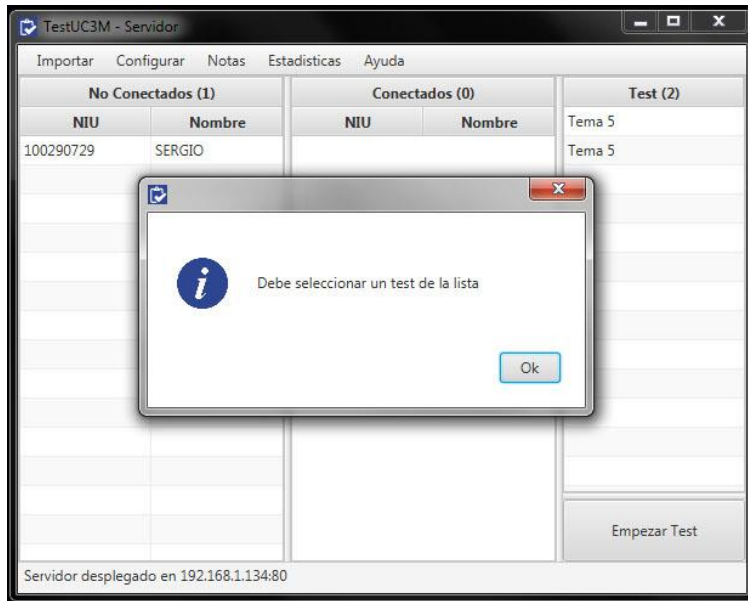 TestUC3M - Servidor
Importar Configurar Notas Estadisticas Ayuda
No Conectados (1) Conectados (0) Test (2)
NIU Nombre NIU Nombre Tema 5
100290729 SERGIO Tema 5
Debe seleccionar un test de la lista
Ok
Empezar Test
Servidor desplegado en 192.168.1.134:80